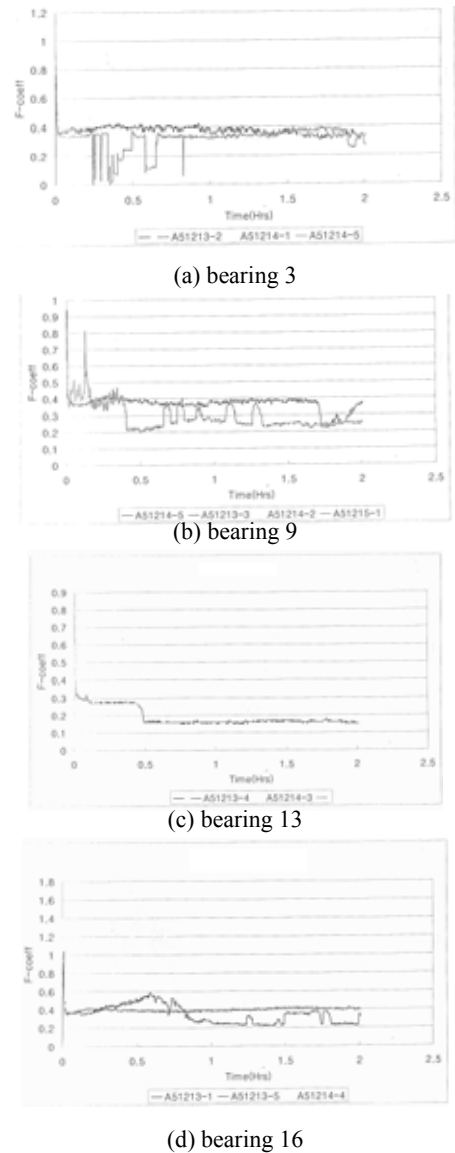 1.2
1
0.8
F-coeff
0.6
0.4
0.2
0
0 0.5 1 1.5 2 2.5
Time(Hrs)
A51213-2 A51214-1 A51214-5
(a) bearing 3
1
0.9
0.8
0.7
0.6
F-coeff
0.5
0.4
0.3
0.2
0.1
0
0 0.5 1 1.5 2 2.5
Time(Hrs)
A51214-5 A51213-3 A51214-2 A51215-1
(b) bearing 9
0.9
0.8
0.7
0.6
F-coeff
0.5
0.4
0.3
0.2
0.1
0
0 0.5 1 1.5 2 2.5
Time(Hrs)
A51213-4 A51214-3
(c) bearing 13
1.8
1.6
1.4
1.2
F-coeff
1
0.8
0.6
0.4
0.2
0
0 0.5 1 1.5 2 2.5
Time(Hrs)
A51213-1 A51213-5 A51214-4
(d) bearing 16